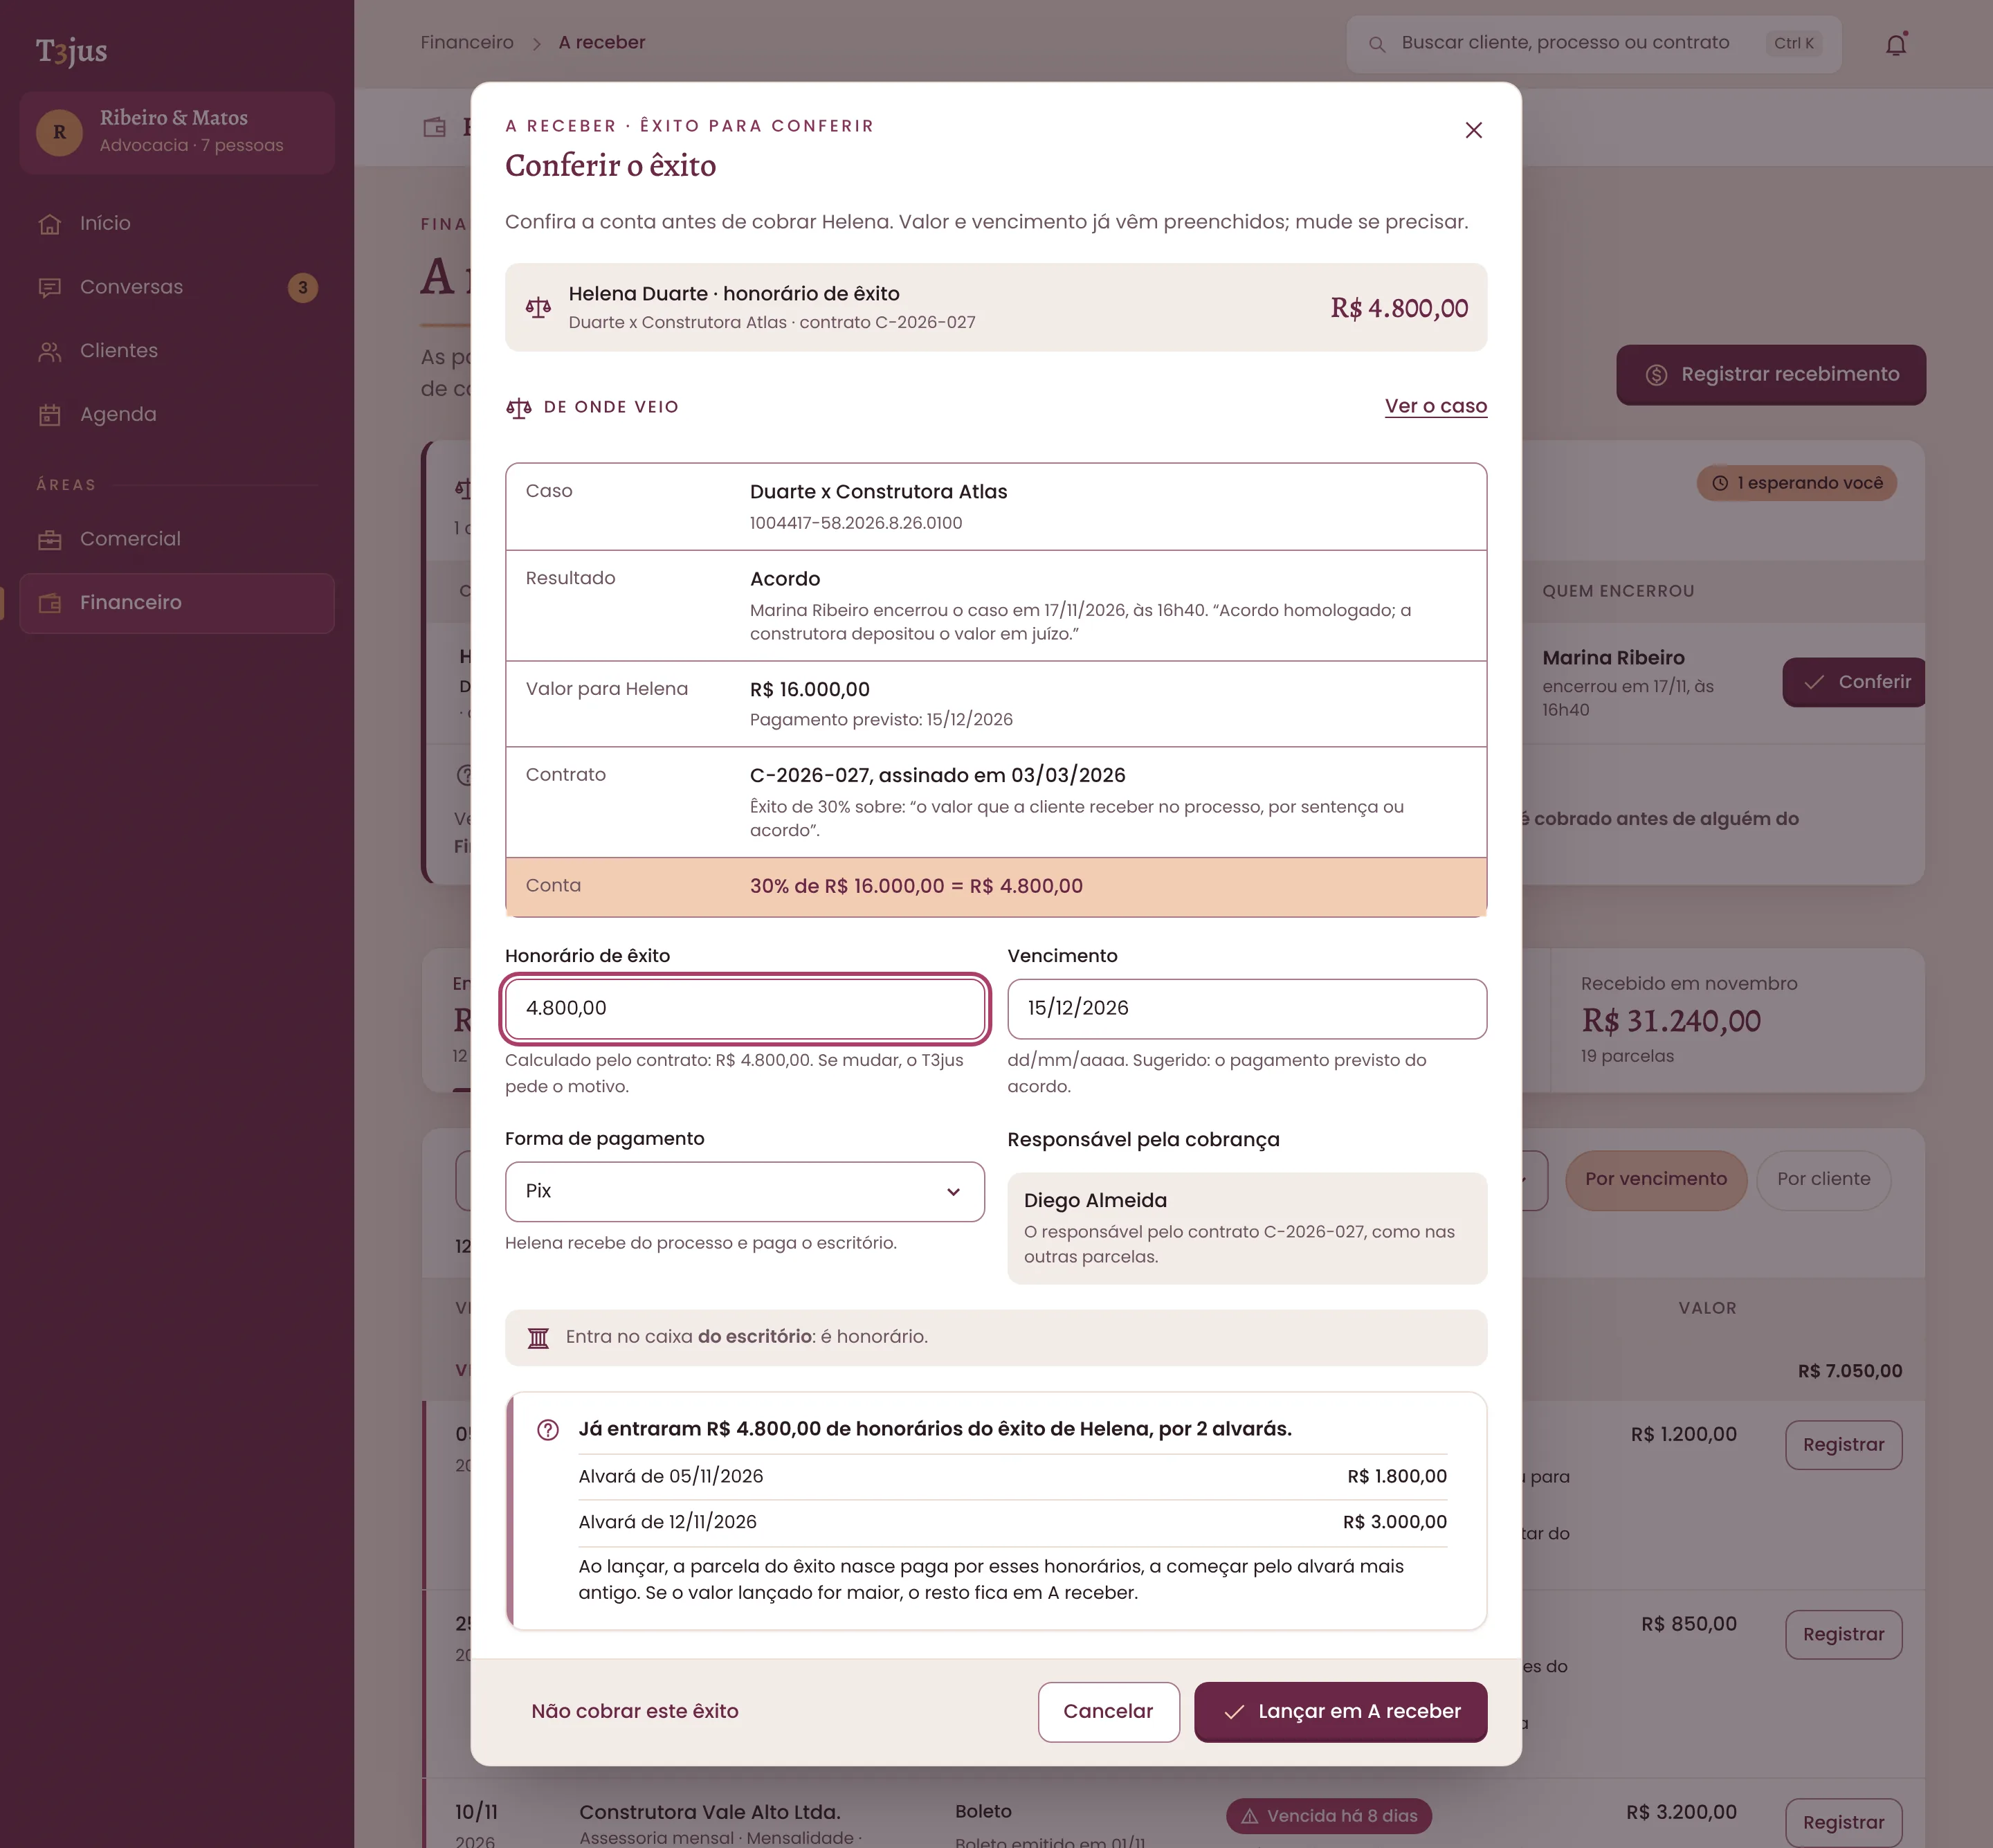 T3jus
Ribeiro & Matos
R
Advocacia · 7 pessoas
Início
Conversas
3
Clientes
Agenda
ÁREAS
Comercial
Financeiro
Financeiro
A receber
Buscar cliente, processo ou contrato
Ctrl K
A RECEBER · ÊXITO PARA CONFERIR
Conferir o êxito
Confira a conta antes de cobrar Helena. Valor e vencimento já vêm preenchidos; mude se precisar.
Helena Duarte · honorário de êxito
Duarte x Construtora Atlas · contrato C-2026-027
R$ 4.800,00
DE ONDE VEIO
Ver o caso
Caso
Duarte x Construtora Atlas
1004417-58.2026.8.26.0100
Resultado
Acordo
Marina Ribeiro encerrou o caso em 17/11/2026, às 16h40. “Acordo homologado; a
construtora depositou o valor em juízo.”
Valor para Helena
R$ 16.000,00
Pagamento previsto: 15/12/2026
Contrato
C-2026-027, assinado em 03/03/2026
Êxito de 30% sobre: “o valor que a cliente receber no processo, por sentença ou
acordo”.
Conta
30% de R$ 16.000,00 = R$ 4.800,00
Honorário de êxito
4.800,00
Calculado pelo contrato: R$ 4.800,00. Se mudar, o T3jus
pede o motivo.
Vencimento
15/12/2026
dd/mm/aaaa. Sugerido: o pagamento previsto do
acordo.
Forma de pagamento
Pix
Helena recebe do processo e paga o escritório.
Responsável pela cobrança
Diego Almeida
O responsável pelo contrato C-2026-027, como nas
outras parcelas.
Entra no caixa do escritório: é honorário.
Já entraram R$ 4.800,00 de honorários do êxito de Helena, por 2 alvarás.
Alvará de 05/11/2026
R$ 1.800,00
Alvará de 12/11/2026
R$ 3.000,00
Ao lançar, a parcela do êxito nasce paga por esses honorários, a começar pelo alvará mais
antigo. Se o valor lançado for maior, o resto fica em A receber.
Não cobrar este êxito
Cancelar
Lançar em A receber
Registrar recebimento
1 esperando você
QUEM ENCERROU
Marina Ribeiro
encerrou em 17/11, às
16h40
Conferir
é cobrado antes de alguém do
Recebido em novembro
R$ 31.240,00
19 parcelas
Por vencimento
Por cliente
VALOR
R$ 7.050,00
R$ 1.200,00
Registrar
para
tar do
R$ 850,00
Registrar
es do
10/11
2026
Construtora Vale Alto Ltda.
Assessoria mensal · Mensalidade ·
Boleto
Boleto emitido em 01/11
Vencida há 8 dias
R$ 3.200,00
Registrar